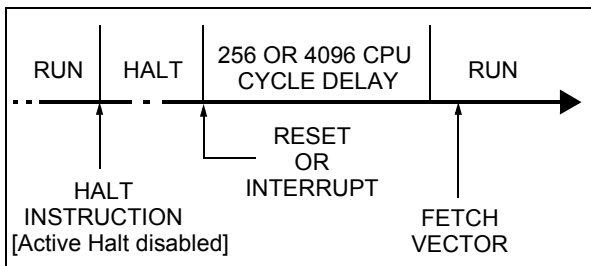 RUN
HALT
256 OR 4096 CPU
CYCLE DELAY
RUN
RESET
OR
INTERRUPT
HALT
INSTRUCTION
[Active Halt disabled]
FETCH
VECTOR